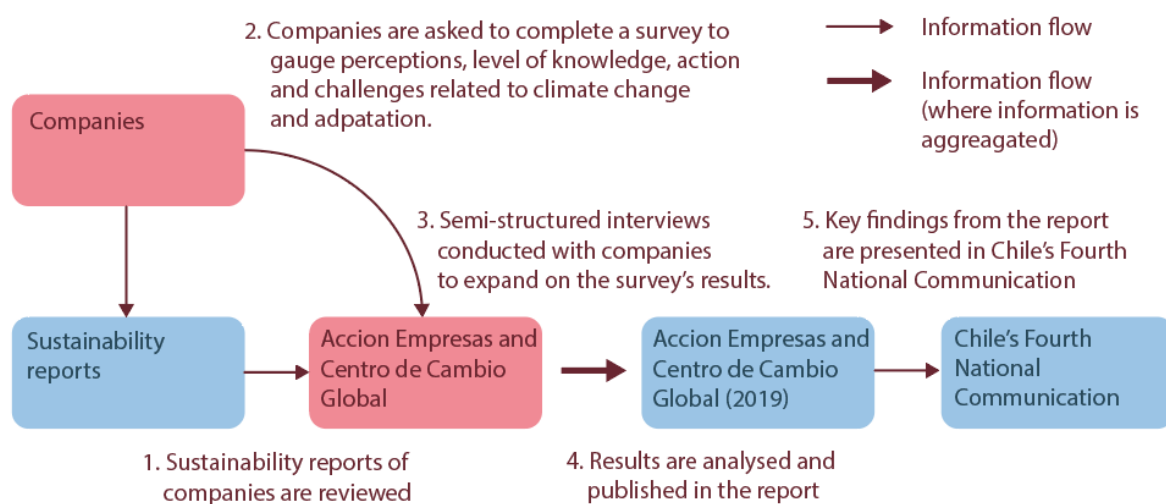 2. Companies are asked to complete a survey to
gauge perceptions, level of knowledge, action
and challenges related to climate change
and adpatation.
Information flow
Information flow
(where information is
aggreagated)
Companies
3. Semi-structured interviews
conducted with companies
to expand on the survey's results.
5. Key findings from the report
are presented in Chile's Fourth
National Communication
Sustainability
reports
Accion Empresas and
Centro de Cambio
Global
Accion Empresas and
Centro de Cambio
Global (2019)
Chile's Fourth
National
Communication
1. Sustainability reports of
companies are reviewed
4. Results are analysed and
published in the report